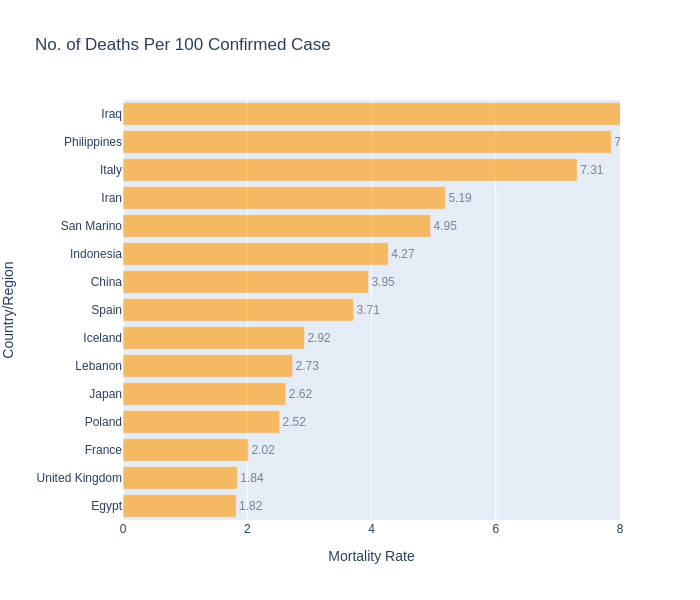 No. of Deaths Per 100 Confirmed Case
Country/Region
Iraq
Philippines 7
Italy 7.31
Iran 5.19
San Marino 4.95
Indonesia 4.27
China 3.95
Spain 3.71
Iceland 2.92
Lebanon 2.73
Japan 2.62
Poland 2.52
France 2.02
United Kingdom 1.84
Egypt 1.82
0 2 4 6 8
Mortality Rate